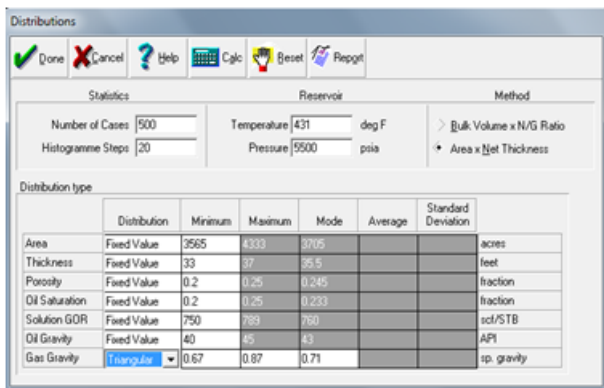 Distributions
Done Cancel Help Calc Reset Report
Statistics Reservoir Method
Number of Cases 500 Temperature 431 deg F Bulk Volume x N/G Ratio
Histogramme Steps 20 Pressure 5500 psia Area x Net Thickness
Distribution type
Distribution Minimum Maximum Mode Average Standard Deviation
Area Fixed Value 3565 4333 3705 acres
Thickness Fixed Value 33 37 35.5 feet
Porosity Fixed Value 0.2 0.25 0.245 fraction
Oil Saturation Fixed Value 0.2 0.25 0.233 fraction
Solution GOR Fixed Value 750 789 760 scf/STB
Oil Gravity Fixed Value 40 45 43 API
Gas Gravity Triangular 0.67 0.87 0.71 sp. gravity